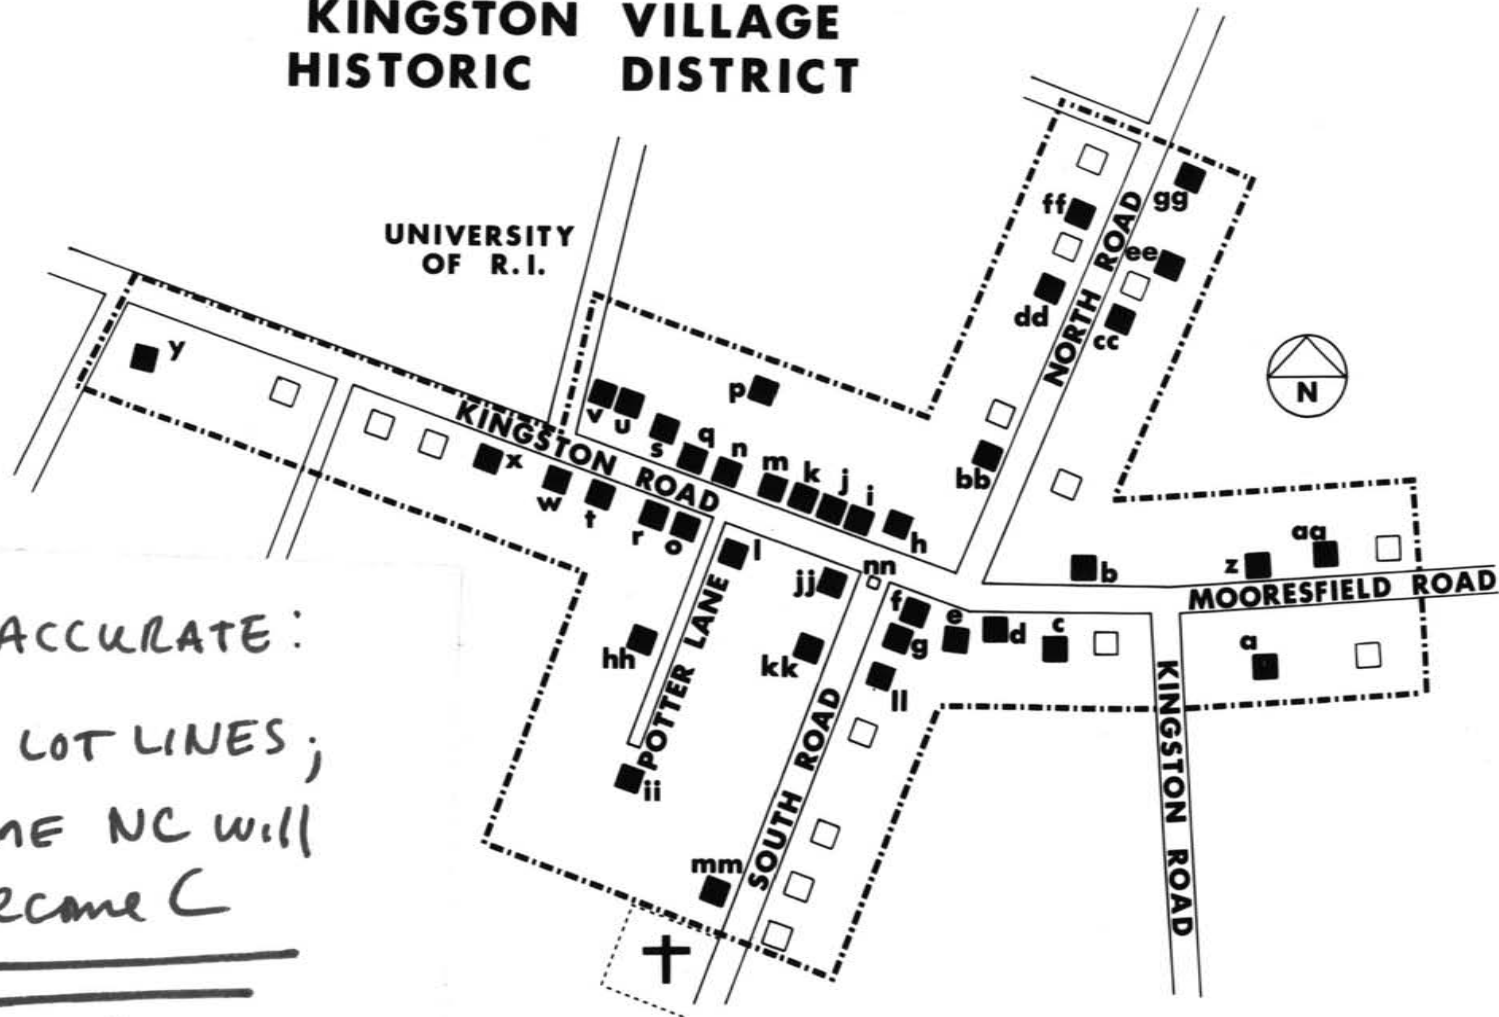 KINGSTON VILLAGE
HISTORIC DISTRICT
UNIVERSITY
OF R.I.
gg
ff
ee
dd
cc
NORTH ROAD
N
y
p
v
u
s
q
n
m
k
j
i
h
KINGSTON ROAD
x
w
t
r
o
l
bb
b
z
aa
MOORESFIELD ROAD
nn
jj
f
e
d
c
a
g
kk
ll
hh
POTTER LANE
ii
SOUTH ROAD
mm
KINGSTON ROAD
ACCURATE:
LOT LINES;
NC will
C